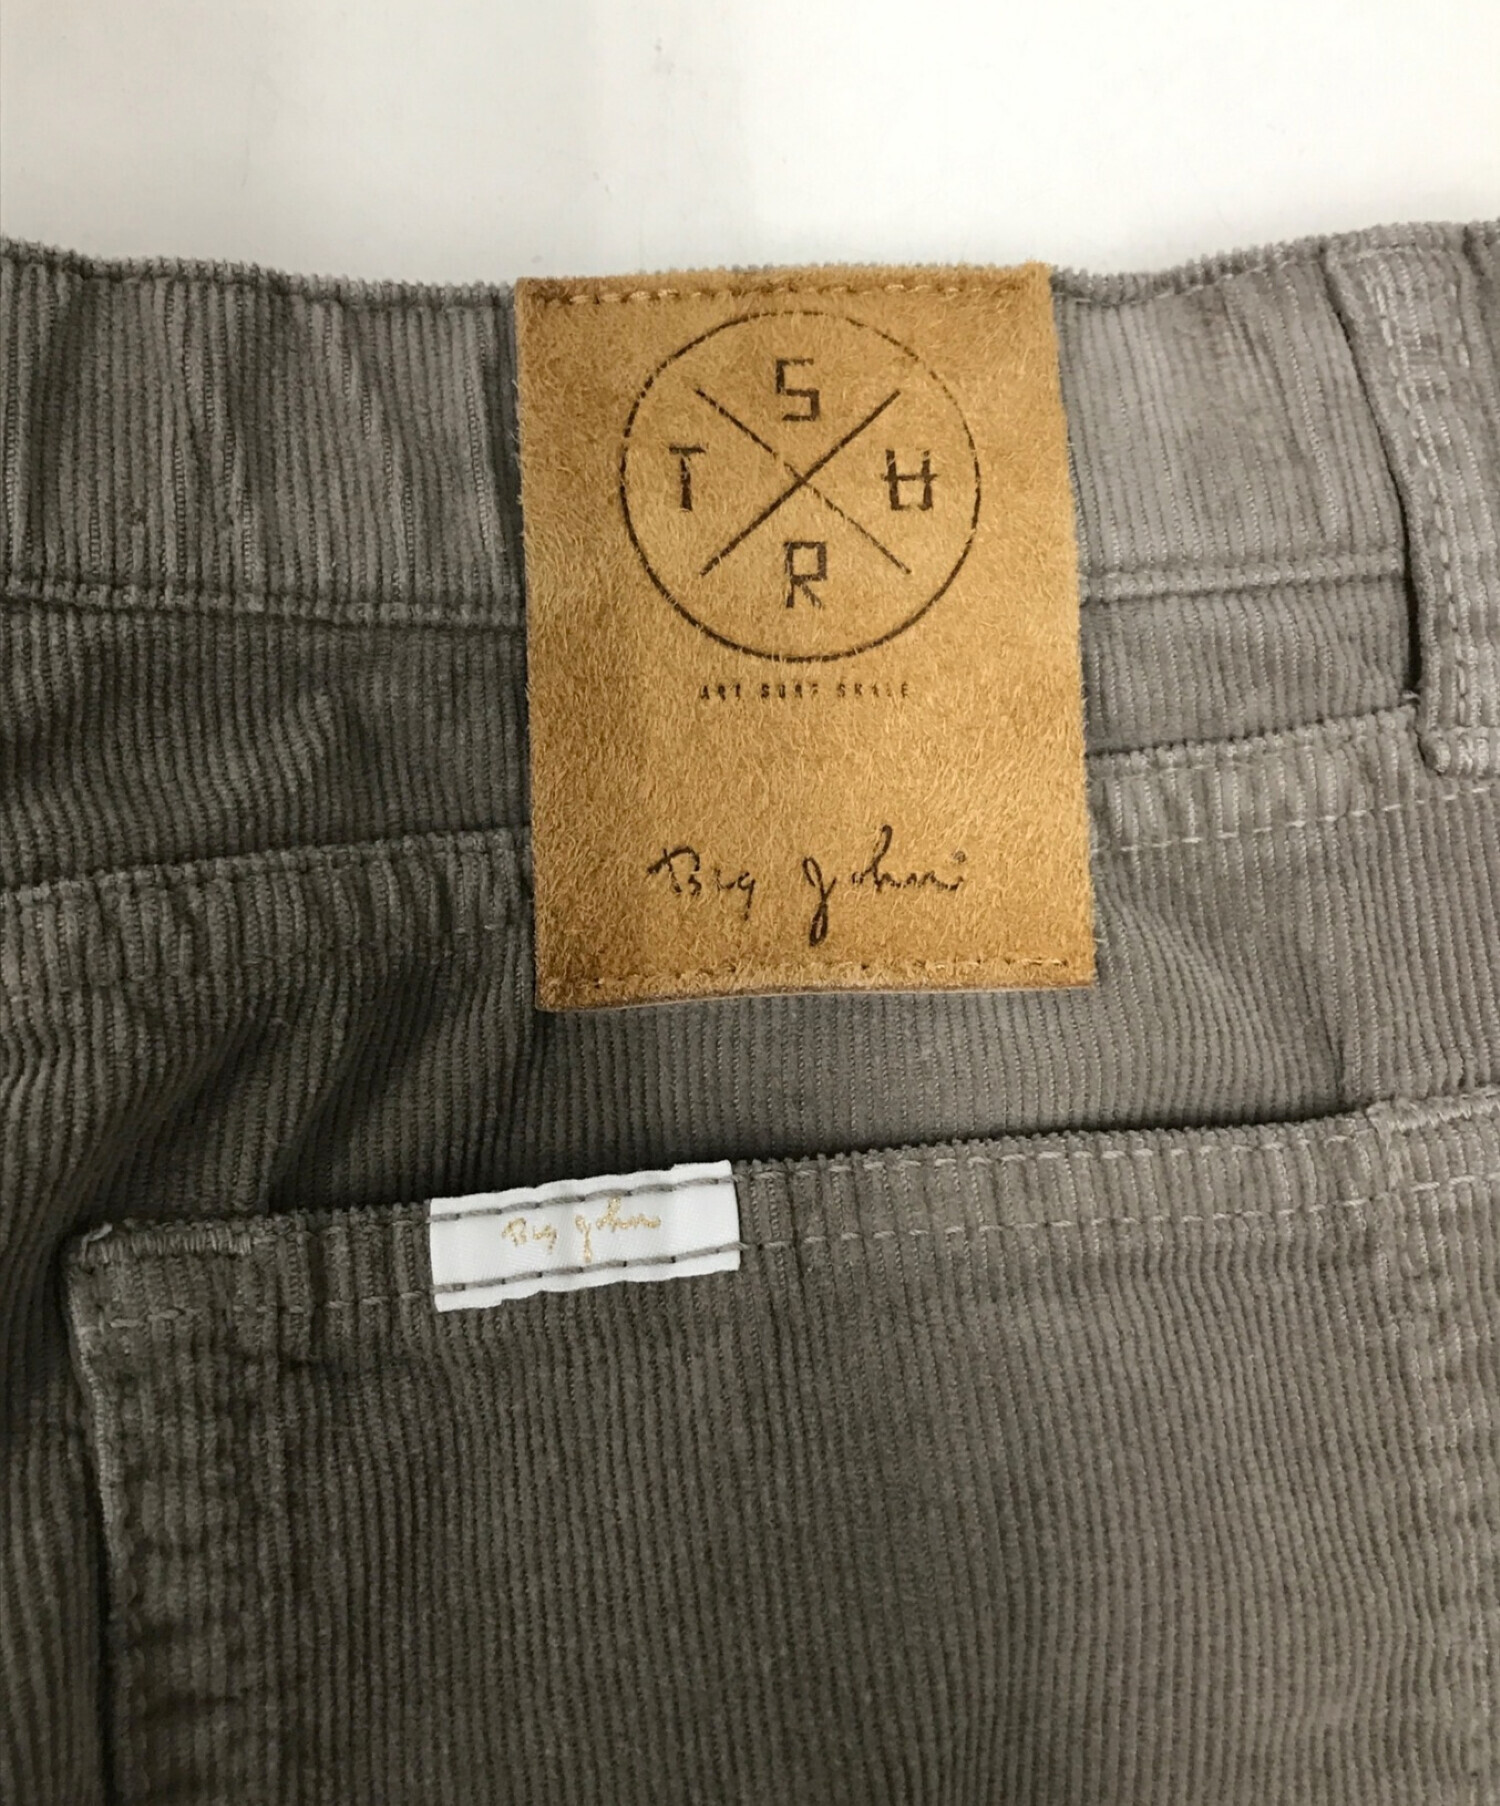 S
T H
R
ART SURF SKATE
Big John
Big John